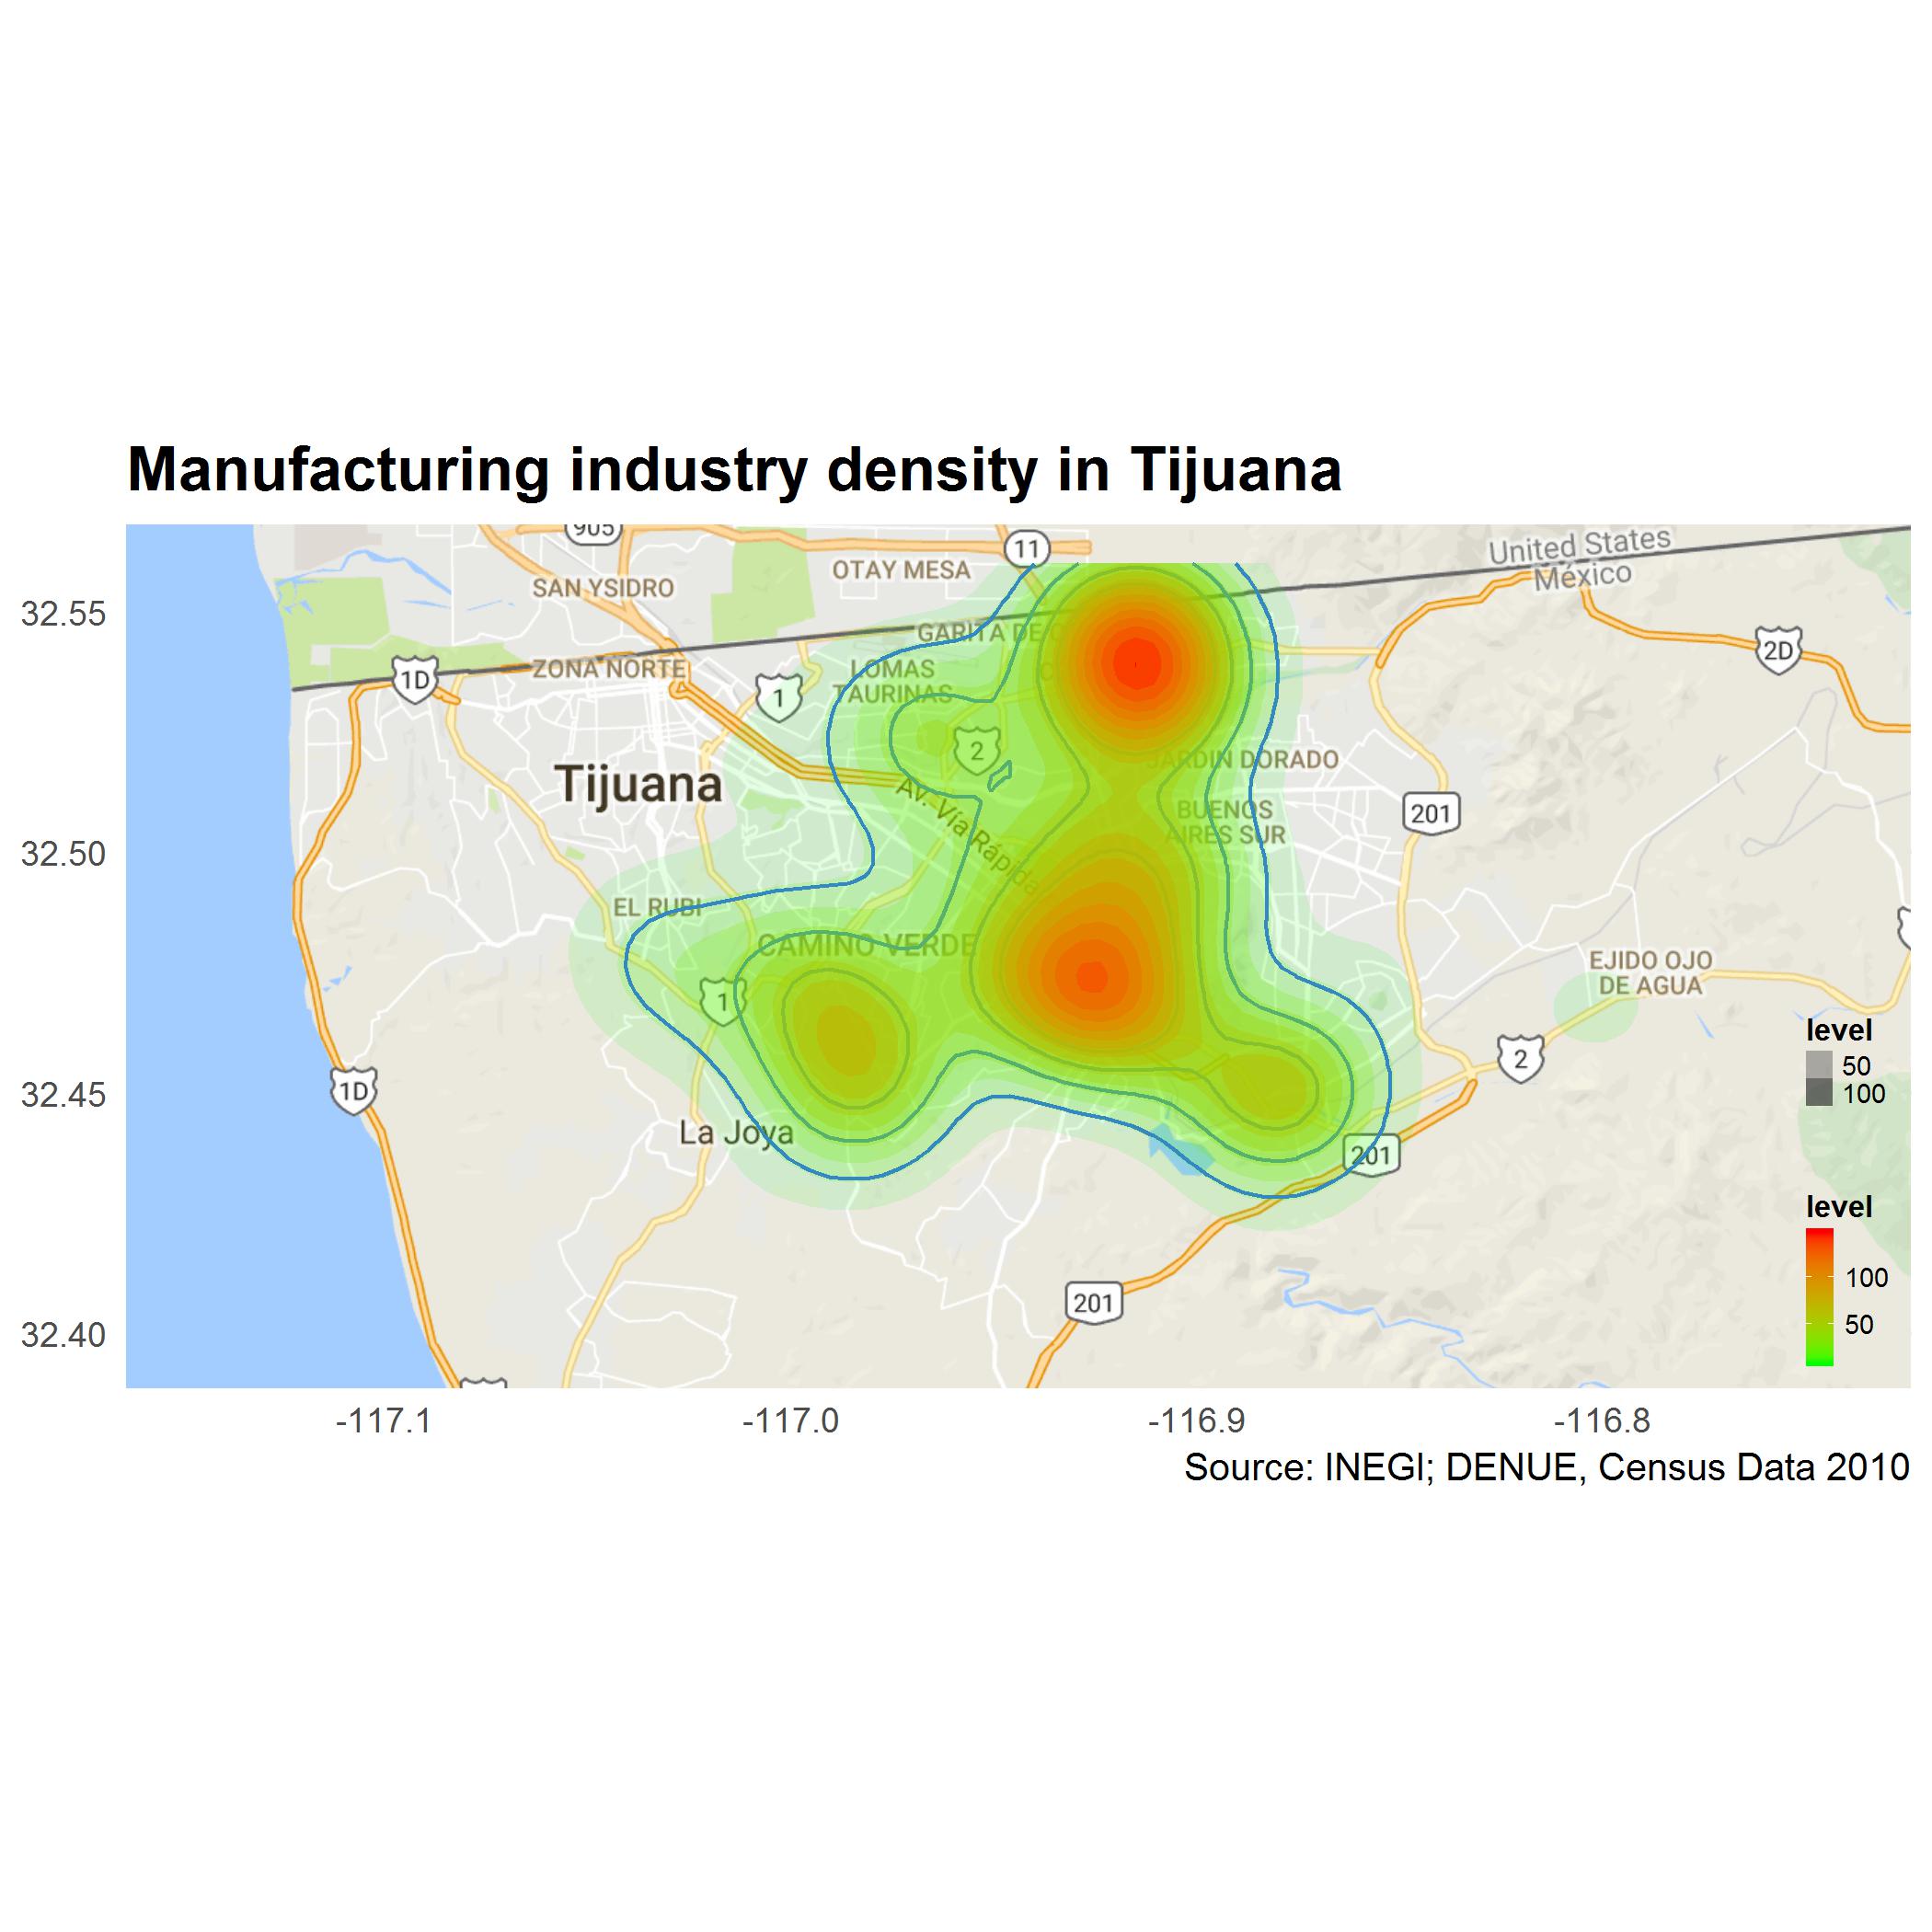 Manufacturing industry density in Tijuana
905
11
United States
México
OTAY MESA
SAN YSIDRO
32.55
GARITA DE
2D
1D
ZONA NORTE
LOMAS
TAURINAS
1
2
JARDIN DORADO
Tijuana
Av. Vía Rápida
BUENOS
AIRES SUR
201
32.50
EL RUBI
CAMINO VERDE
EJIDO OJO
DE AGUA
1
level
50
100
2
32.45
1D
La Joya
201
level
100
50
201
32.40
-117.1
-117.0
-116.9
-116.8
Source: INEGI; DENUE, Census Data 2010